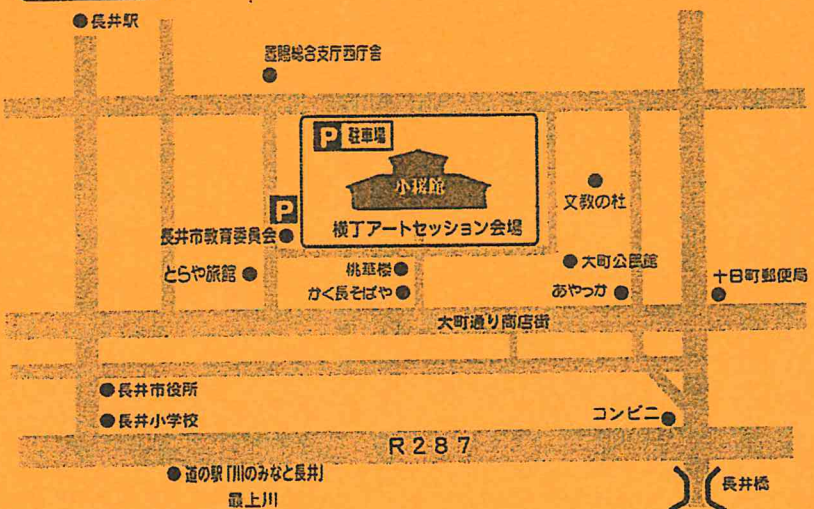 長井駅
置賜総合支庁西庁舎
P 駐車場
小桜館
横丁アートセッション会場
P
長井市教育委員会
文教の杜
とらや旅館
桃華楼
大町公民館
かく長そばや
あやつか
十日町郵便局
大町通り商店街
長井市役所
長井小学校
コンビニ
R287
道の駅「川のみなと長井」
最上川
長井橋